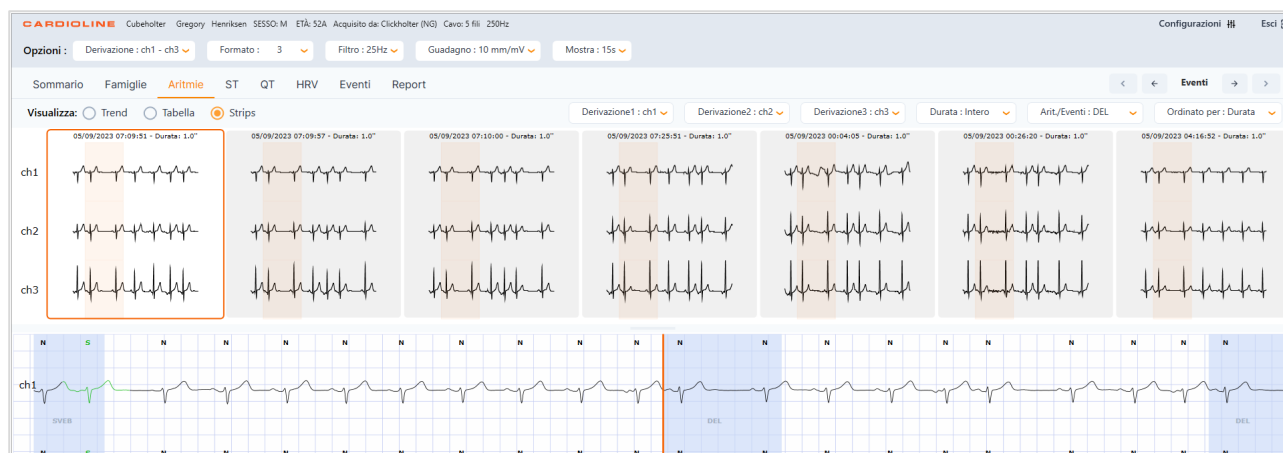 CARDIOLINE Cubeholter Gregory Henriksen SESSO: M ETÀ: 52A Acquisito da: Clickholter (NG) Cavo: 5 fili 250Hz Configurazioni Esci
Opzioni : Derivazione : ch1 - ch3 Formato : 3 Filtro : 25Hz Guadagno : 10 mm/mV Mostra : 15s
Sommario Famiglie Aritmie ST QT HRV Eventi Report Eventi
Visualizza: Trend Tabella Strips Derivazione1 : ch1 Derivazione2 : ch2 Derivazione3 : ch3 Durata : Intero Arit./Eventi : DEL Ordinato per : Durata
05/09/2023 07:09:51 - Durata: 1.0" 05/09/2023 07:09:57 - Durata: 1.0" 05/09/2023 07:10:00 - Durata: 1.0" 05/09/2023 07:25:51 - Durata: 1.0" 05/09/2023 00:04:05 - Durata: 1.0" 05/09/2023 00:26:20 - Durata: 1.0" 05/09/2023 04:16:52 - Durata: 1.0"
ch1
ch2
ch3
N S N N N N N N N N N N N N N N N N N N
ch1
SVEB DEL DEL
N S N N N N N N N N N N N N N N N N N N